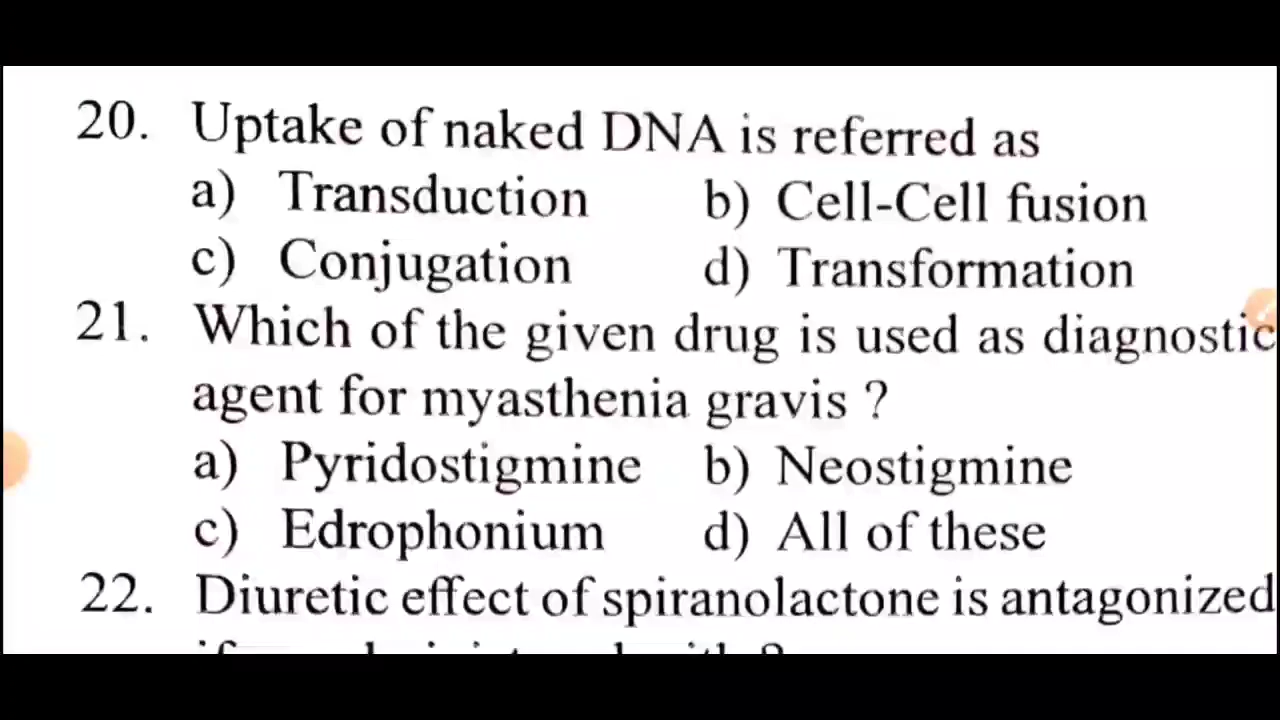 20. Uptake of naked DNA is referred as
a) Transduction b) Cell-Cell fusion
c) Conjugation d) Transformation
21. Which of the given drug is used as diagnostic
agent for myasthenia gravis ?
a) Pyridostigmine b) Neostigmine
c) Edrophonium d) All of these
22. Diuretic effect of spiranolactone is antagonized